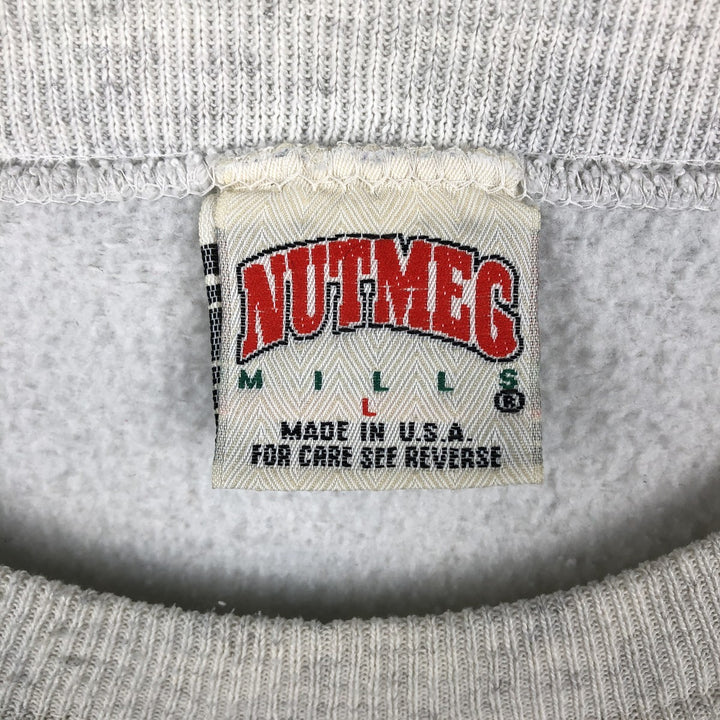 NUTMEG
MILLS ®
L
MADE IN U.S.A.
FOR CARE SEE REVERSE